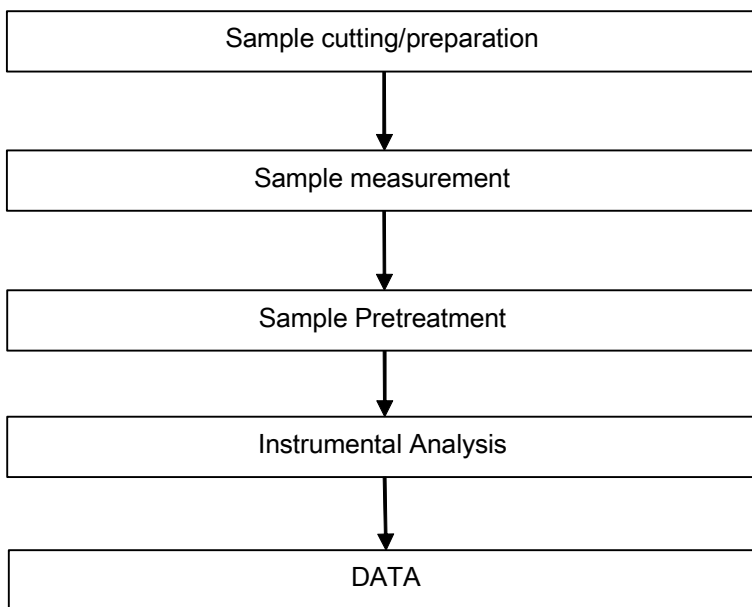 Sample cutting/preparation
Sample measurement
Sample Pretreatment
Instrumental Analysis
DATA